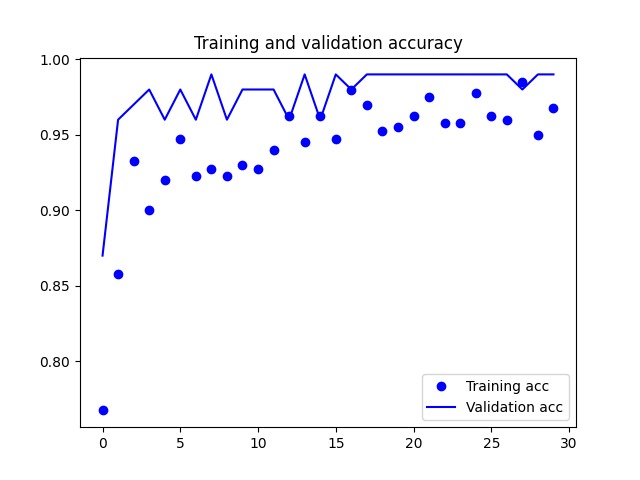 Training and validation accuracy
1.00
0.95
0.90
0.85
0.80
0 5 10 15 20 25 30
Training acc
Validation acc